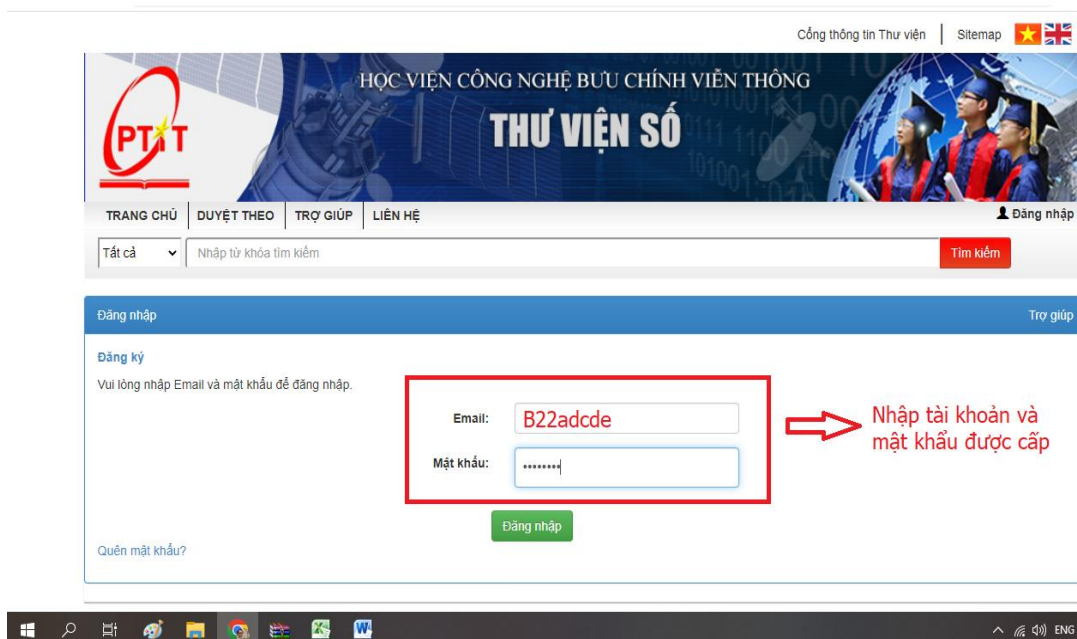 Cổng thông tin Thư viện | Sitemap
HỌC VIỆN CÔNG NGHỆ BƯU CHÍNH VIỄN THÔNG
THƯ VIỆN SỐ
PTIT
TRANG CHỦ DUYỆT THEO TRỢ GIÚP LIÊN HỆ Đăng nhập
Tất cả Nhập từ khóa tìm kiếm Tìm kiếm
Đăng nhập Trợ giúp
Đăng ký
Vui lòng nhập Email và mật khẩu để đăng nhập.
Email: B22adcde
Mật khẩu: ••••••••
Nhập tài khoản và
mật khẩu được cấp
Đăng nhập
Quên mật khẩu?
ENG